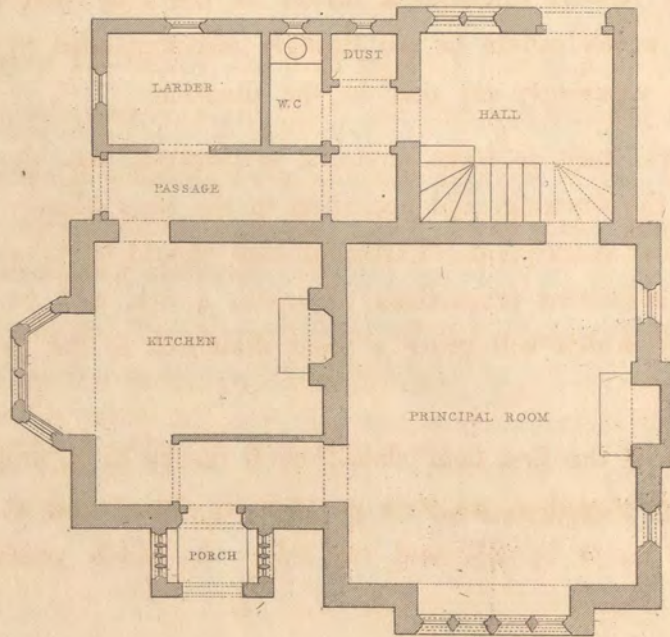 DUST
LARDER
W.C
HALL
PASSAGE
KITCHEN
PRINCIPAL ROOM
PORCH